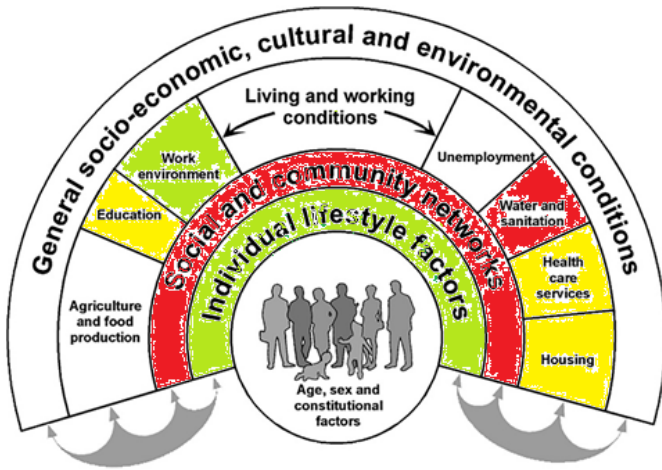 General socio-economic, cultural and environmental conditions
Living and working
conditions
Work
environment
Unemployment
Education
Water and
sanitation
Social and community networks
Individual lifestyle factors
Health
care
services
Agriculture
and food
production
Housing
Age, sex and
constitutional
factors